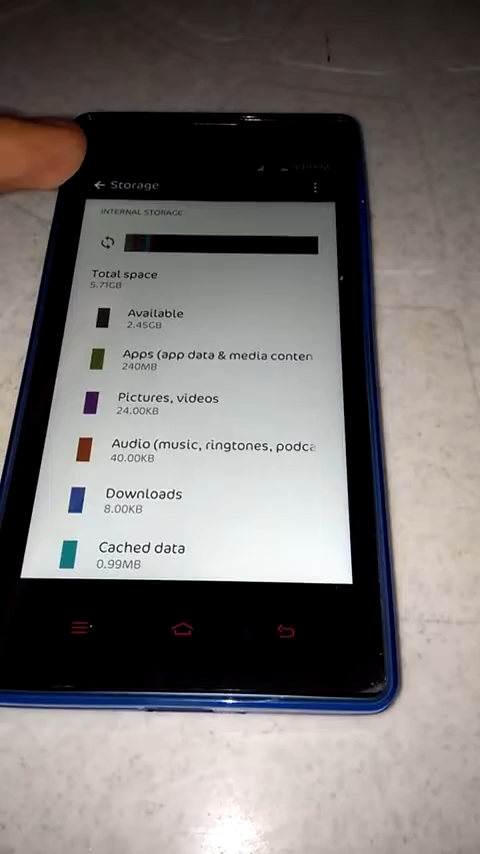 Storage
INTERNAL STORAGE
Total space
5.71GB
Available
2.45GB
Apps (app data & media conten
240MB
Pictures, videos
24.00KB
Audio (music, ringtones, podca
40.00KB
Downloads
8.00KB
Cached data
0.99MB